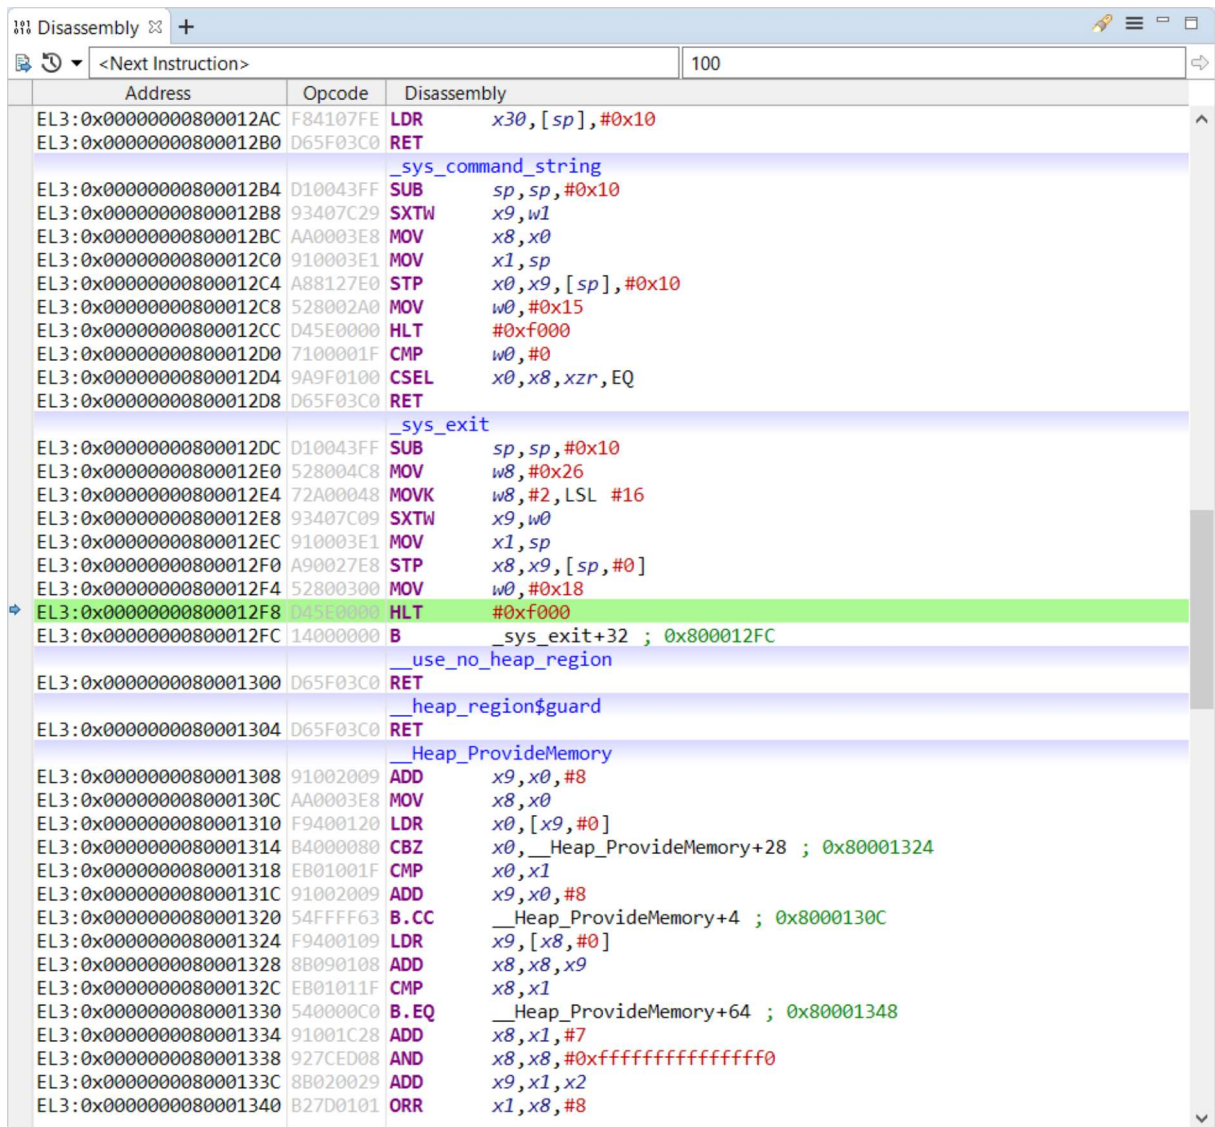 Disassembly
<Next Instruction> 100
Address Opcode Disassembly
EL3:0x00000000800012AC F84107FE LDR x30,[sp],#0x10
EL3:0x00000000800012B0 D65F03C0 RET
_sys_command_string
EL3:0x00000000800012B4 D10043FF SUB sp,sp,#0x10
EL3:0x00000000800012B8 93407C29 SXTW x9,w1
EL3:0x00000000800012BC AA0003E8 MOV x8,x0
EL3:0x00000000800012C0 910003E1 MOV x1,sp
EL3:0x00000000800012C4 A88127E0 STP x0,x9,[sp],#0x10
EL3:0x00000000800012C8 528002A0 MOV w0,#0x15
EL3:0x00000000800012CC D45E0000 HLT #0xf000
EL3:0x00000000800012D0 7100001F CMP w0,#0
EL3:0x00000000800012D4 9A9F0100 CSEL x0,x8,xzr,EQ
EL3:0x00000000800012D8 D65F03C0 RET
_sys_exit
EL3:0x00000000800012DC D10043FF SUB sp,sp,#0x10
EL3:0x00000000800012E0 528004C8 MOV w8,#0x26
EL3:0x00000000800012E4 72A00048 MOVK w8,#2,LSL #16
EL3:0x00000000800012E8 93407C09 SXTW x9,w0
EL3:0x00000000800012EC 910003E1 MOV x1,sp
EL3:0x00000000800012F0 A90027E8 STP x8,x9,[sp,#0]
EL3:0x00000000800012F4 52800300 MOV w0,#0x18
EL3:0x00000000800012F8 D45E0000 HLT #0xf000
EL3:0x00000000800012FC 14000000 B _sys_exit+32 ; 0x800012FC
__use_no_heap_region
EL3:0x0000000080001300 D65F03C0 RET
__heap_region$guard
EL3:0x0000000080001304 D65F03C0 RET
__Heap_ProvideMemory
EL3:0x0000000080001308 91002009 ADD x9,x0,#8
EL3:0x000000008000130C AA0003E8 MOV x8,x0
EL3:0x0000000080001310 F9400120 LDR x0,[x9,#0]
EL3:0x0000000080001314 B4000080 CBZ x0,__Heap_ProvideMemory+28 ; 0x80001324
EL3:0x0000000080001318 EB01001F CMP x0,x1
EL3:0x000000008000131C 91002009 ADD x9,x0,#8
EL3:0x0000000080001320 54FFFF63 B.CC __Heap_ProvideMemory+4 ; 0x8000130C
EL3:0x0000000080001324 F9400109 LDR x9,[x8,#0]
EL3:0x0000000080001328 8B090108 ADD x8,x8,x9
EL3:0x000000008000132C EB01011F CMP x8,x1
EL3:0x0000000080001330 540000C0 B.EQ __Heap_ProvideMemory+64 ; 0x80001348
EL3:0x0000000080001334 91001C28 ADD x8,x1,#7
EL3:0x0000000080001338 927CED08 AND x8,x8,#0xfffffffffffffff0
EL3:0x000000008000133C 8B020029 ADD x9,x1,x2
EL3:0x0000000080001340 B27D0101 ORR x1,x8,#8